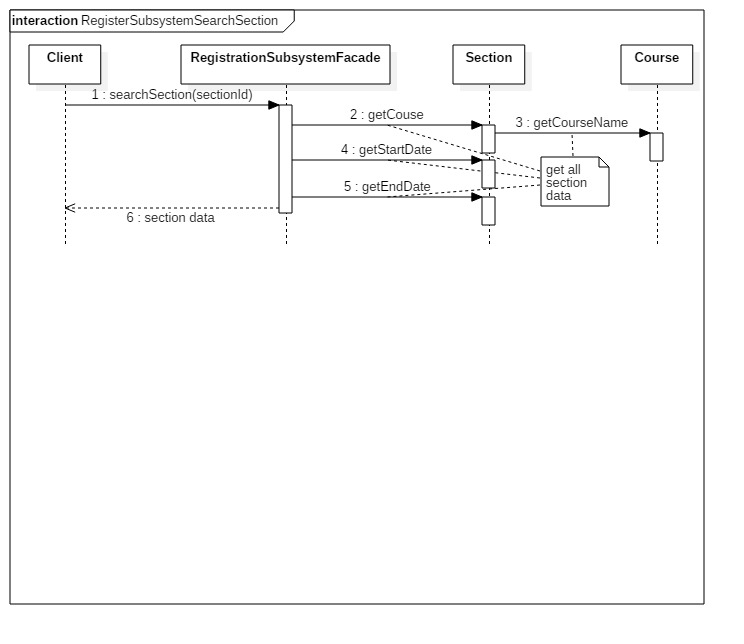 interaction RegisterSubsystemSearchSection
Client
RegistrationSubsystemFacade
Section
Course
1 : searchSection(sectionId)
2 : getCouse
3 : getCourseName
4 : getStartDate
get all
section
data
5 : getEndDate
6 : section data